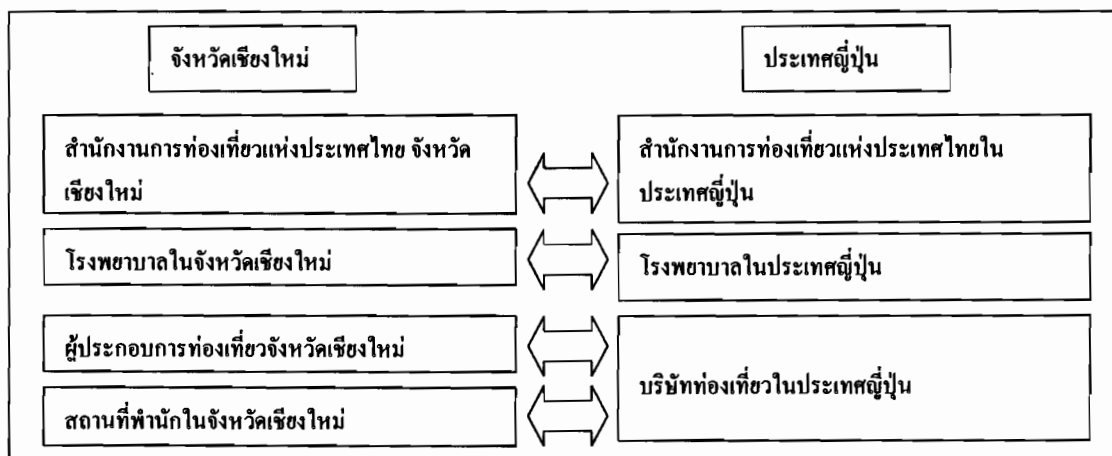 จังหวัดเชียงใหม่
ประเทศญี่ปุ่น
สำนักงานการท่องเที่ยวแห่งประเทศไทย จังหวัด
เชียงใหม่
สำนักงานการท่องเที่ยวแห่งประเทศไทยใน
ประเทศญี่ปุ่น
โรงพยาบาลในจังหวัดเชียงใหม่
โรงพยาบาลในประเทศญี่ปุ่น
ผู้ประกอบการท่องเที่ยวจังหวัดเชียงใหม่
สถานที่พำนักในจังหวัดเชียงใหม่
บริษัทท่องเที่ยวในประเทศญี่ปุ่น